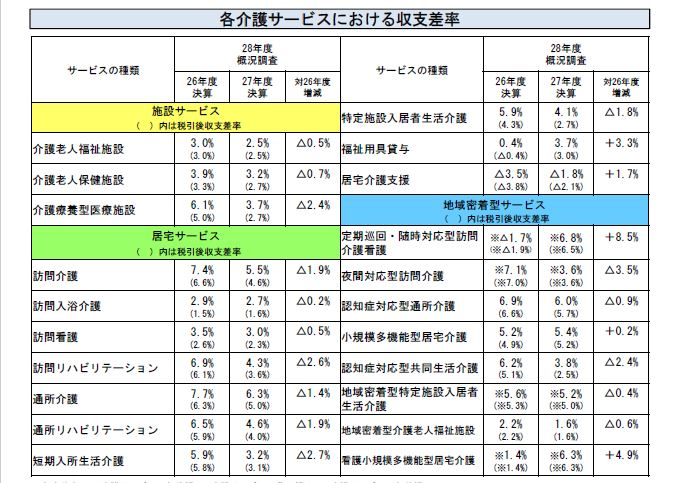 各介護サービスにおける収支差率
サービスの種類
28年度
概況調査
26年度
決算
27年度
決算
対26年度
増減
施設サービス
（ ）内は税引後収支差率
介護老人福祉施設 3.0% 2.5% △0.5%
(3.0%) (2.5%)
介護老人保健施設 3.9% 3.2% △0.7%
(3.3%) (2.7%)
介護療養型医療施設 6.1% 3.7% △2.4%
(5.0%) (2.7%)
居宅サービス
（ ）内は税引後収支差率
訪問介護 7.4% 5.5% △1.9%
(6.6%) (4.6%)
訪問入浴介護 2.9% 2.7% △0.2%
(1.5%) (1.6%)
訪問看護 3.5% 3.0% △0.5%
(2.6%) (2.3%)
訪問リハビリテーション 6.9% 4.3% △2.6%
(6.1%) (3.6%)
通所介護 7.7% 6.3% △1.4%
(6.3%) (5.0%)
通所リハビリテーション 6.5% 4.6% △1.9%
(5.9%) (4.0%)
短期入所生活介護 5.9% 3.2% △2.7%
(5.8%) (3.1%)
サービスの種類
28年度
概況調査
26年度
決算
27年度
決算
対26年度
増減
特定施設入居者生活介護 5.9% 4.1% △1.8%
(4.3%) (2.7%)
福祉用具貸与 0.4% 3.7% +3.3%
(△0.4%) (3.0%)
居宅介護支援 △3.5% △1.8% +1.7%
(△3.8%) (△2.1%)
地域密着型サービス
（ ）内は税引後収支差率
定期巡回・随時対応型訪問 ※△1.7% ※6.8% +8.5%
介護看護 (※△1.9%) (※6.5%)
夜間対応型訪問介護 ※7.1% ※3.6% △3.5%
(※7.0%) (※3.6%)
認知症対応型通所介護 6.9% 6.0% △0.9%
(6.6%) (5.7%)
小規模多機能型居宅介護 5.2% 5.4% +0.2%
(4.9%) (5.2%)
認知症対応型共同生活介護 6.2% 3.8% △2.4%
(5.1%) (2.5%)
地域密着型特定施設入居者 ※5.6% ※5.2% △0.4%
生活介護 (※5.3%) (※5.0%)
地域密着型介護老人福祉施設 2.2% 1.6% △0.6%
(2.2%) (1.6%)
看護小規模多機能型居宅介護 ※1.4% ※6.3% +4.9%
(※1.4%) (※6.3%)